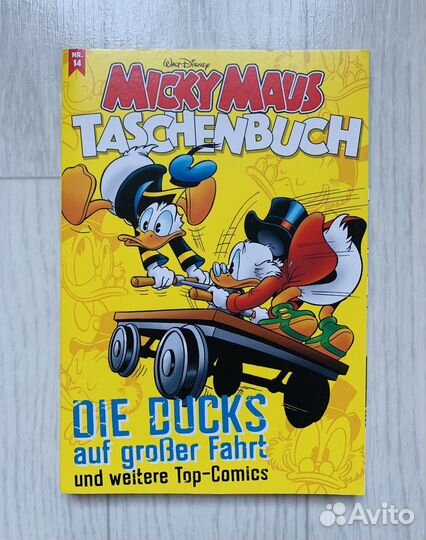 NR.
14
Walt Disney
MICKY MAUS
TASCHENBUCH
DIE DUCKS
auf großer Fahrt
und weitere Top-Comics
Avito